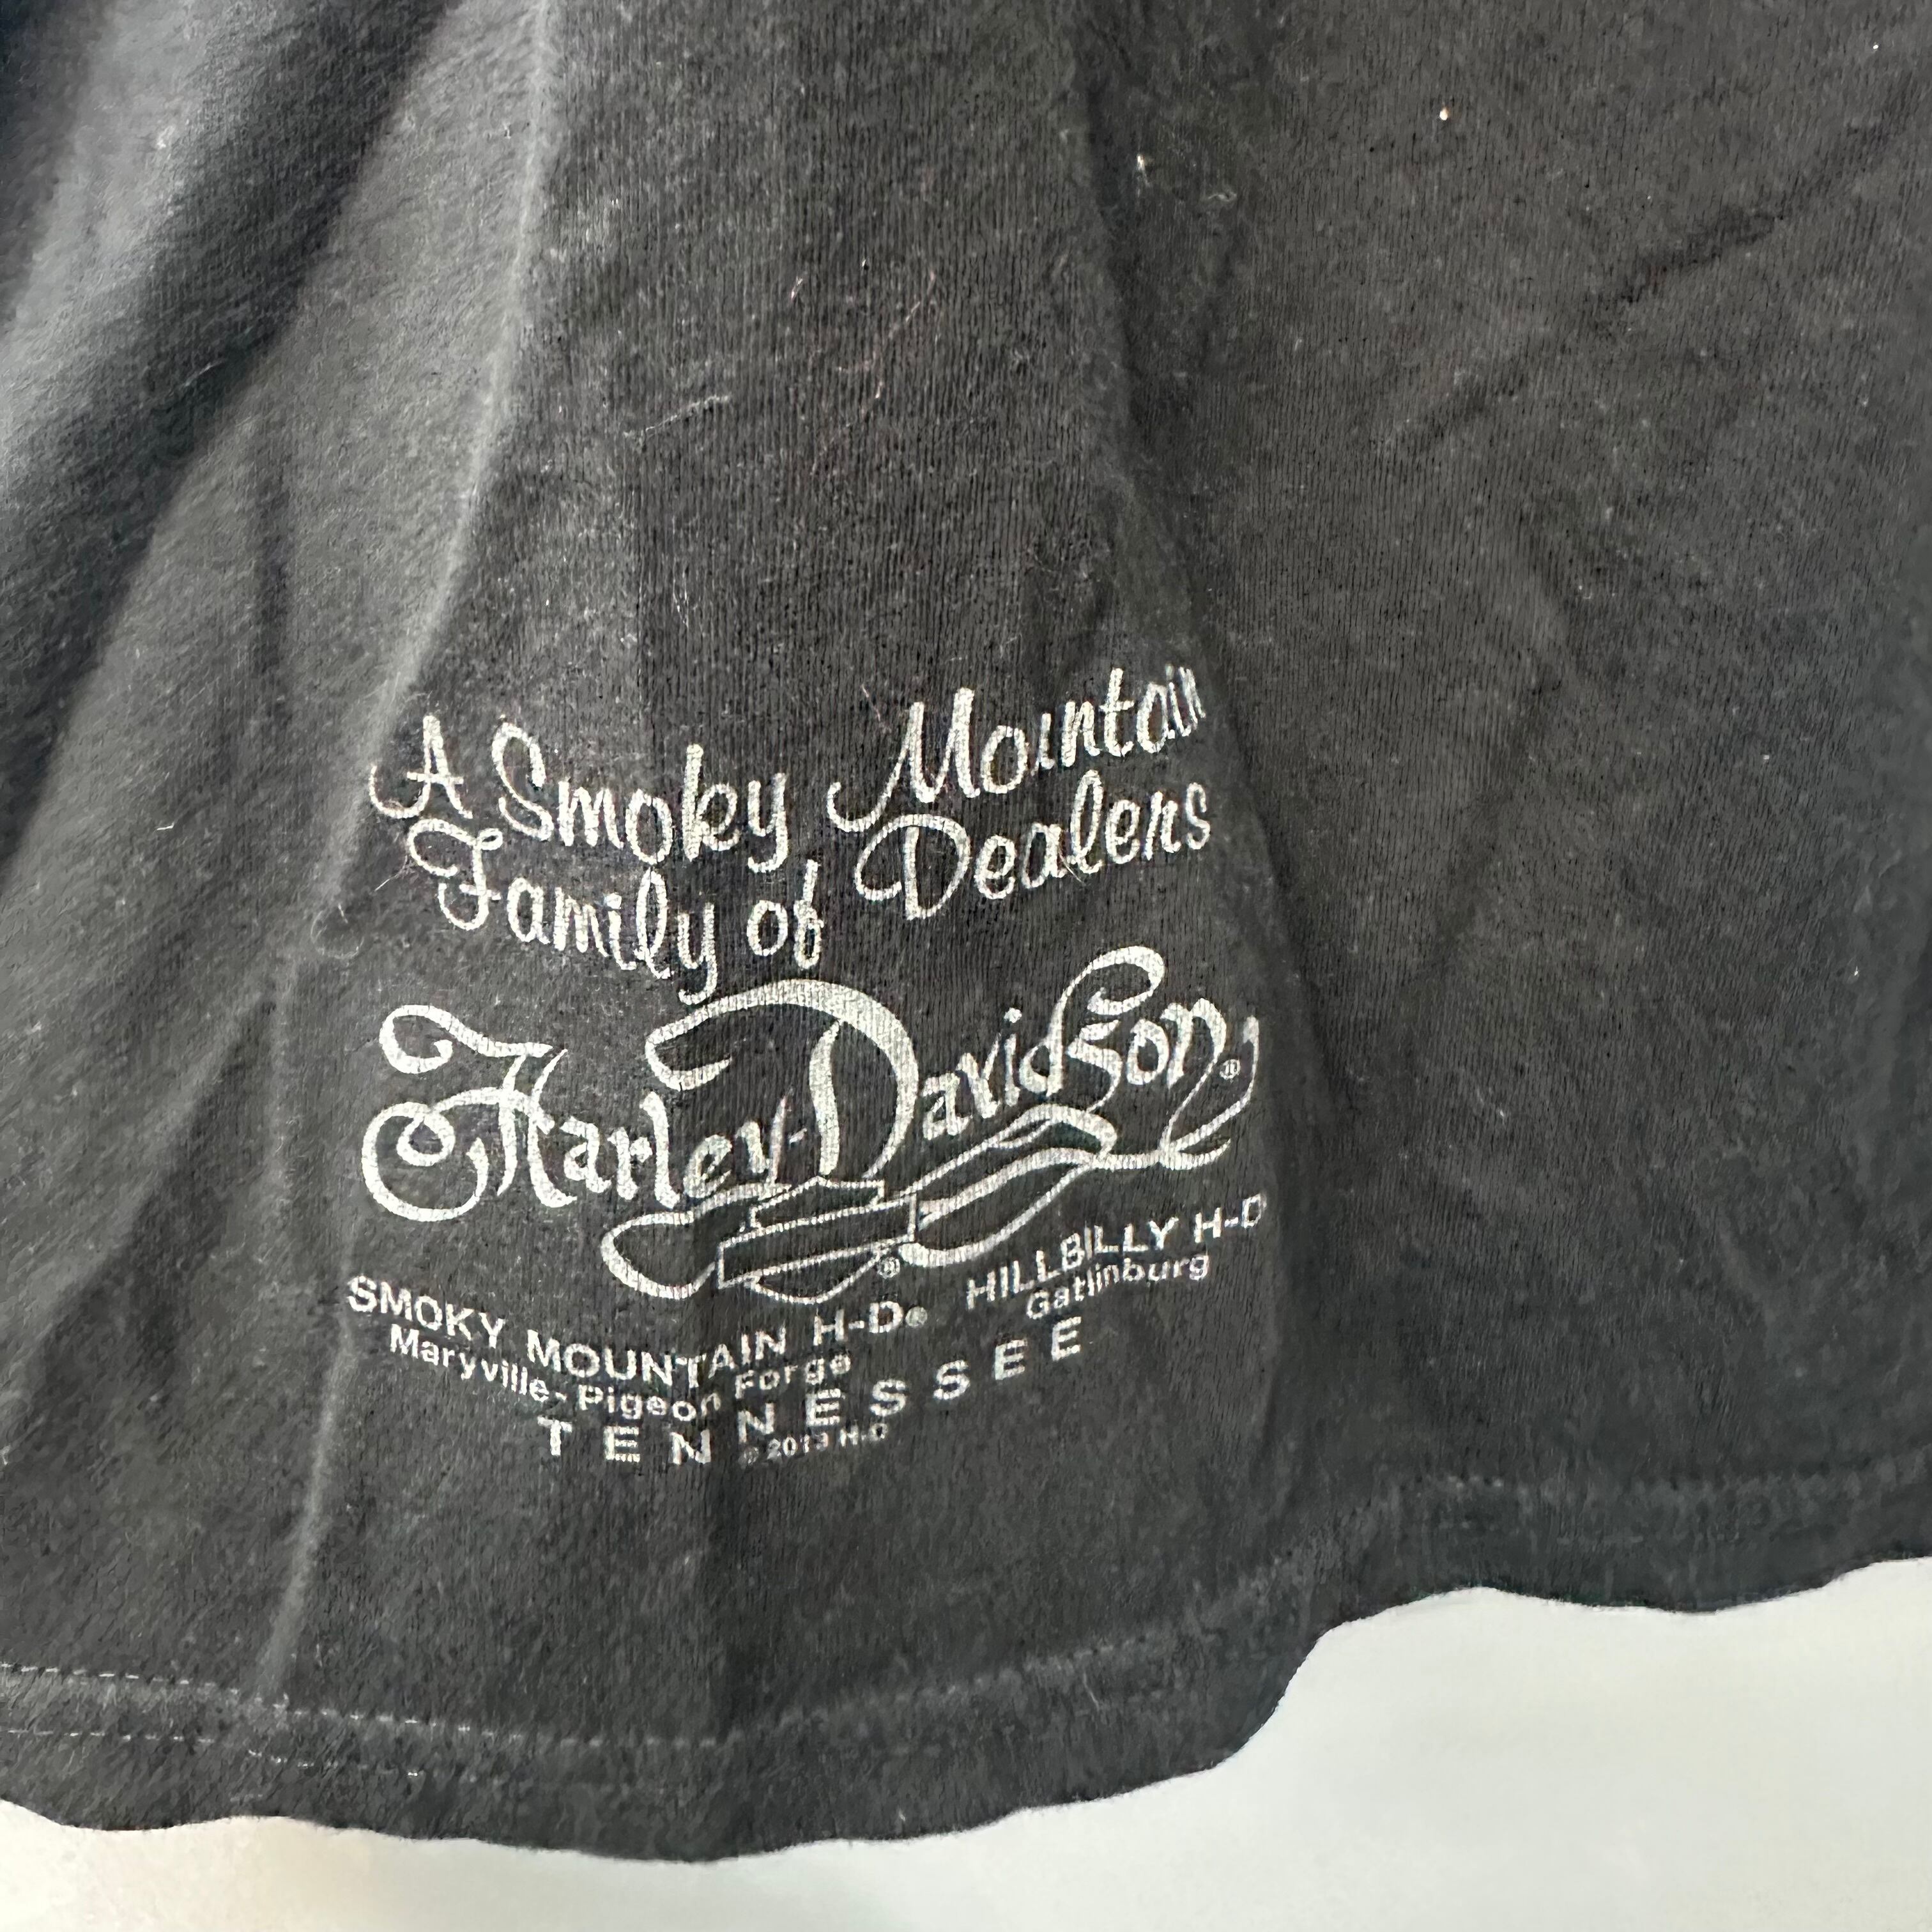 A Smoky Mountain
Family of Dealers
Harley-Davidson ®
®
SMOKY MOUNTAIN H-D® HILLBILLY H-D
Maryville-Pigeon Forge Gatlinburg
TENNESSEE
© 2013 H-D